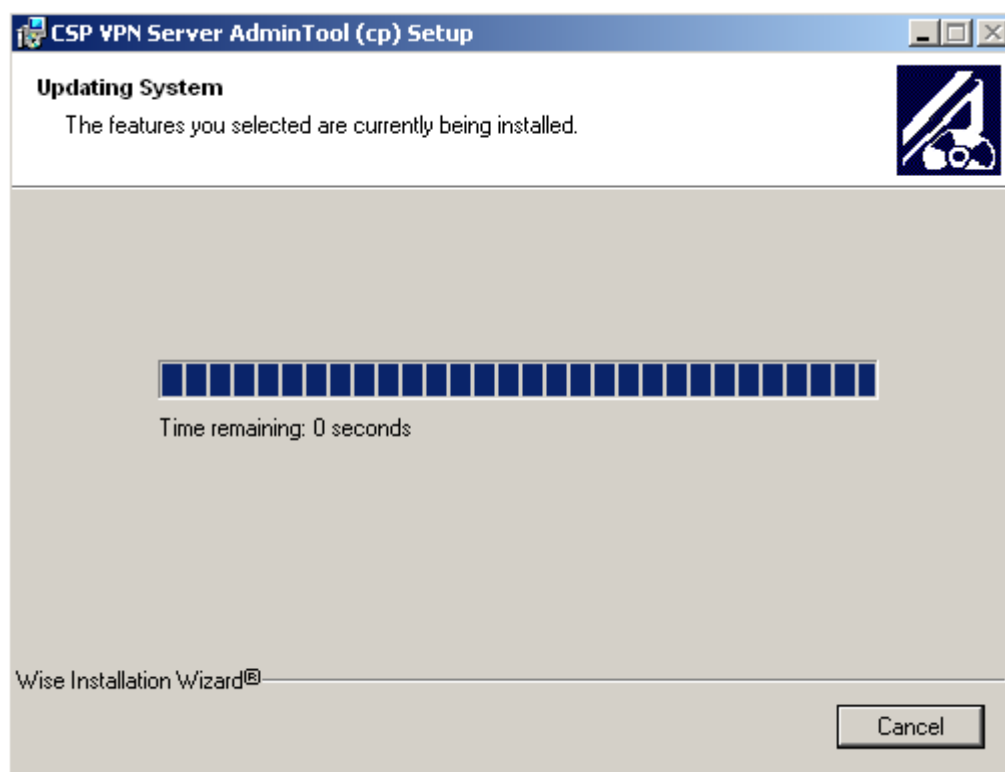 CSP VPN Server AdminTool (cp) Setup
Updating System
The features you selected are currently being installed.
Time remaining: 0 seconds
Wise Installation Wizard®
Cancel